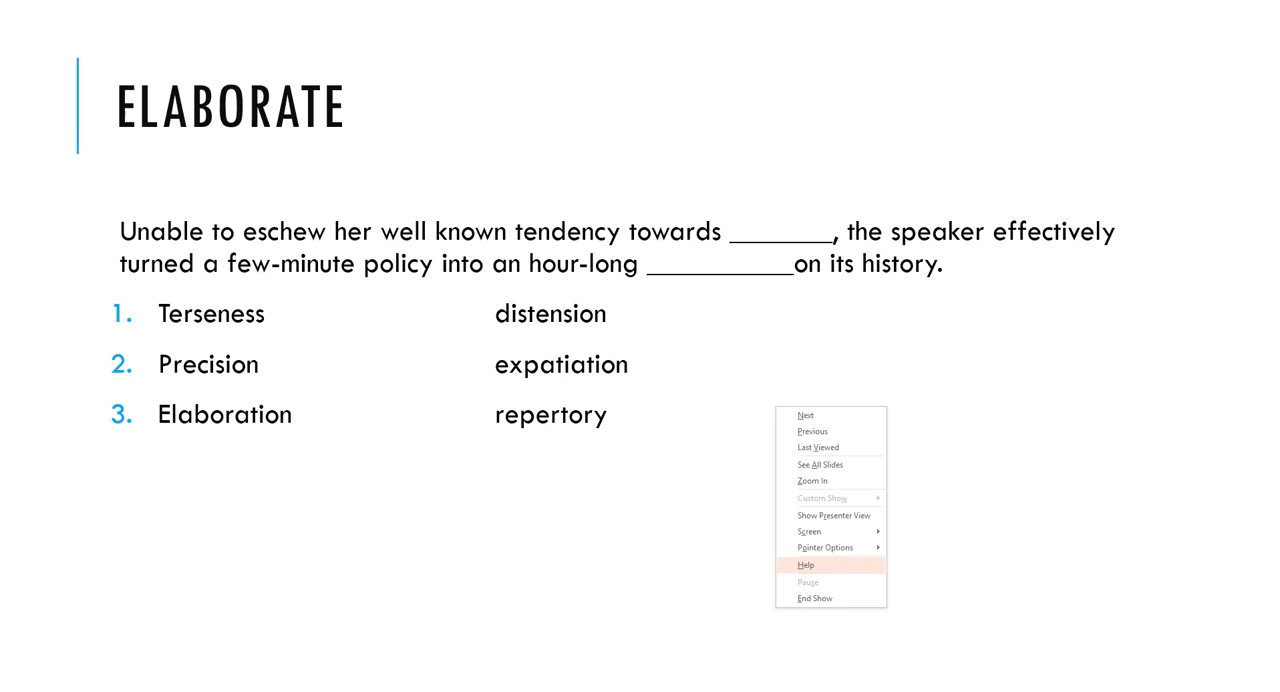 ELABORATE
Unable to eschew her well known tendency towards ________, the speaker effectively
turned a few-minute policy into an hour-long ___________on its history.
1. Terseness distension
2. Precision expatiation
3. Elaboration repertory
Next
Previous
Last Viewed
See All Slides
Zoom In
Custom Show
Show Presenter View
Screen
Pointer Options
Help
Pause
End Show